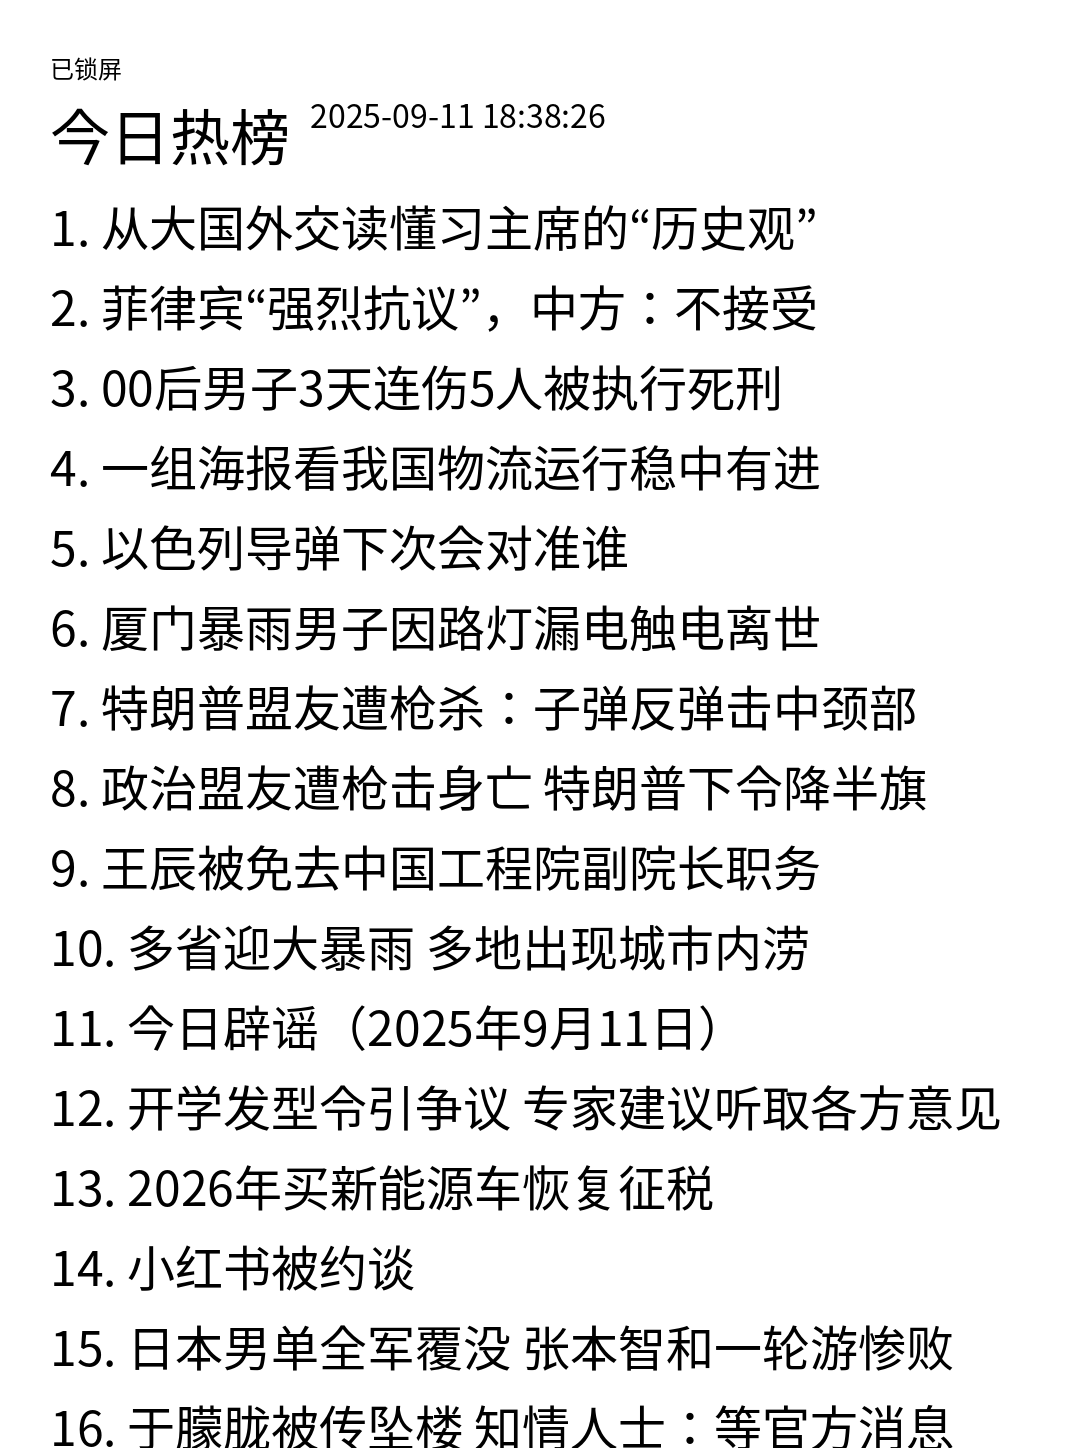 已锁屏
今日热榜 2025-09-11 18:38:26
1. 从大国外交读懂习主席的“历史观”
2. 菲律宾“强烈抗议”，中方：不接受
3. 00后男子3天连伤5人被执行死刑
4. 一组海报看我国物流运行稳中有进
5. 以色列导弹下次会对准谁
6. 厦门暴雨男子因路灯漏电触电离世
7. 特朗普盟友遭枪杀：子弹反弹击中颈部
8. 政治盟友遭枪击身亡 特朗普下令降半旗
9. 王辰被免去中国工程院副院长职务
10. 多省迎大暴雨 多地出现城市内涝
11. 今日辟谣（2025年9月11日）
12. 开学发型令引争议 专家建议听取各方意见
13. 2026年买新能源车恢复征税
14. 小红书被约谈
15. 日本男单全军覆没 张本智和一轮游惨败
16. 于朦胧被传坠楼 知情人士：等官方消息